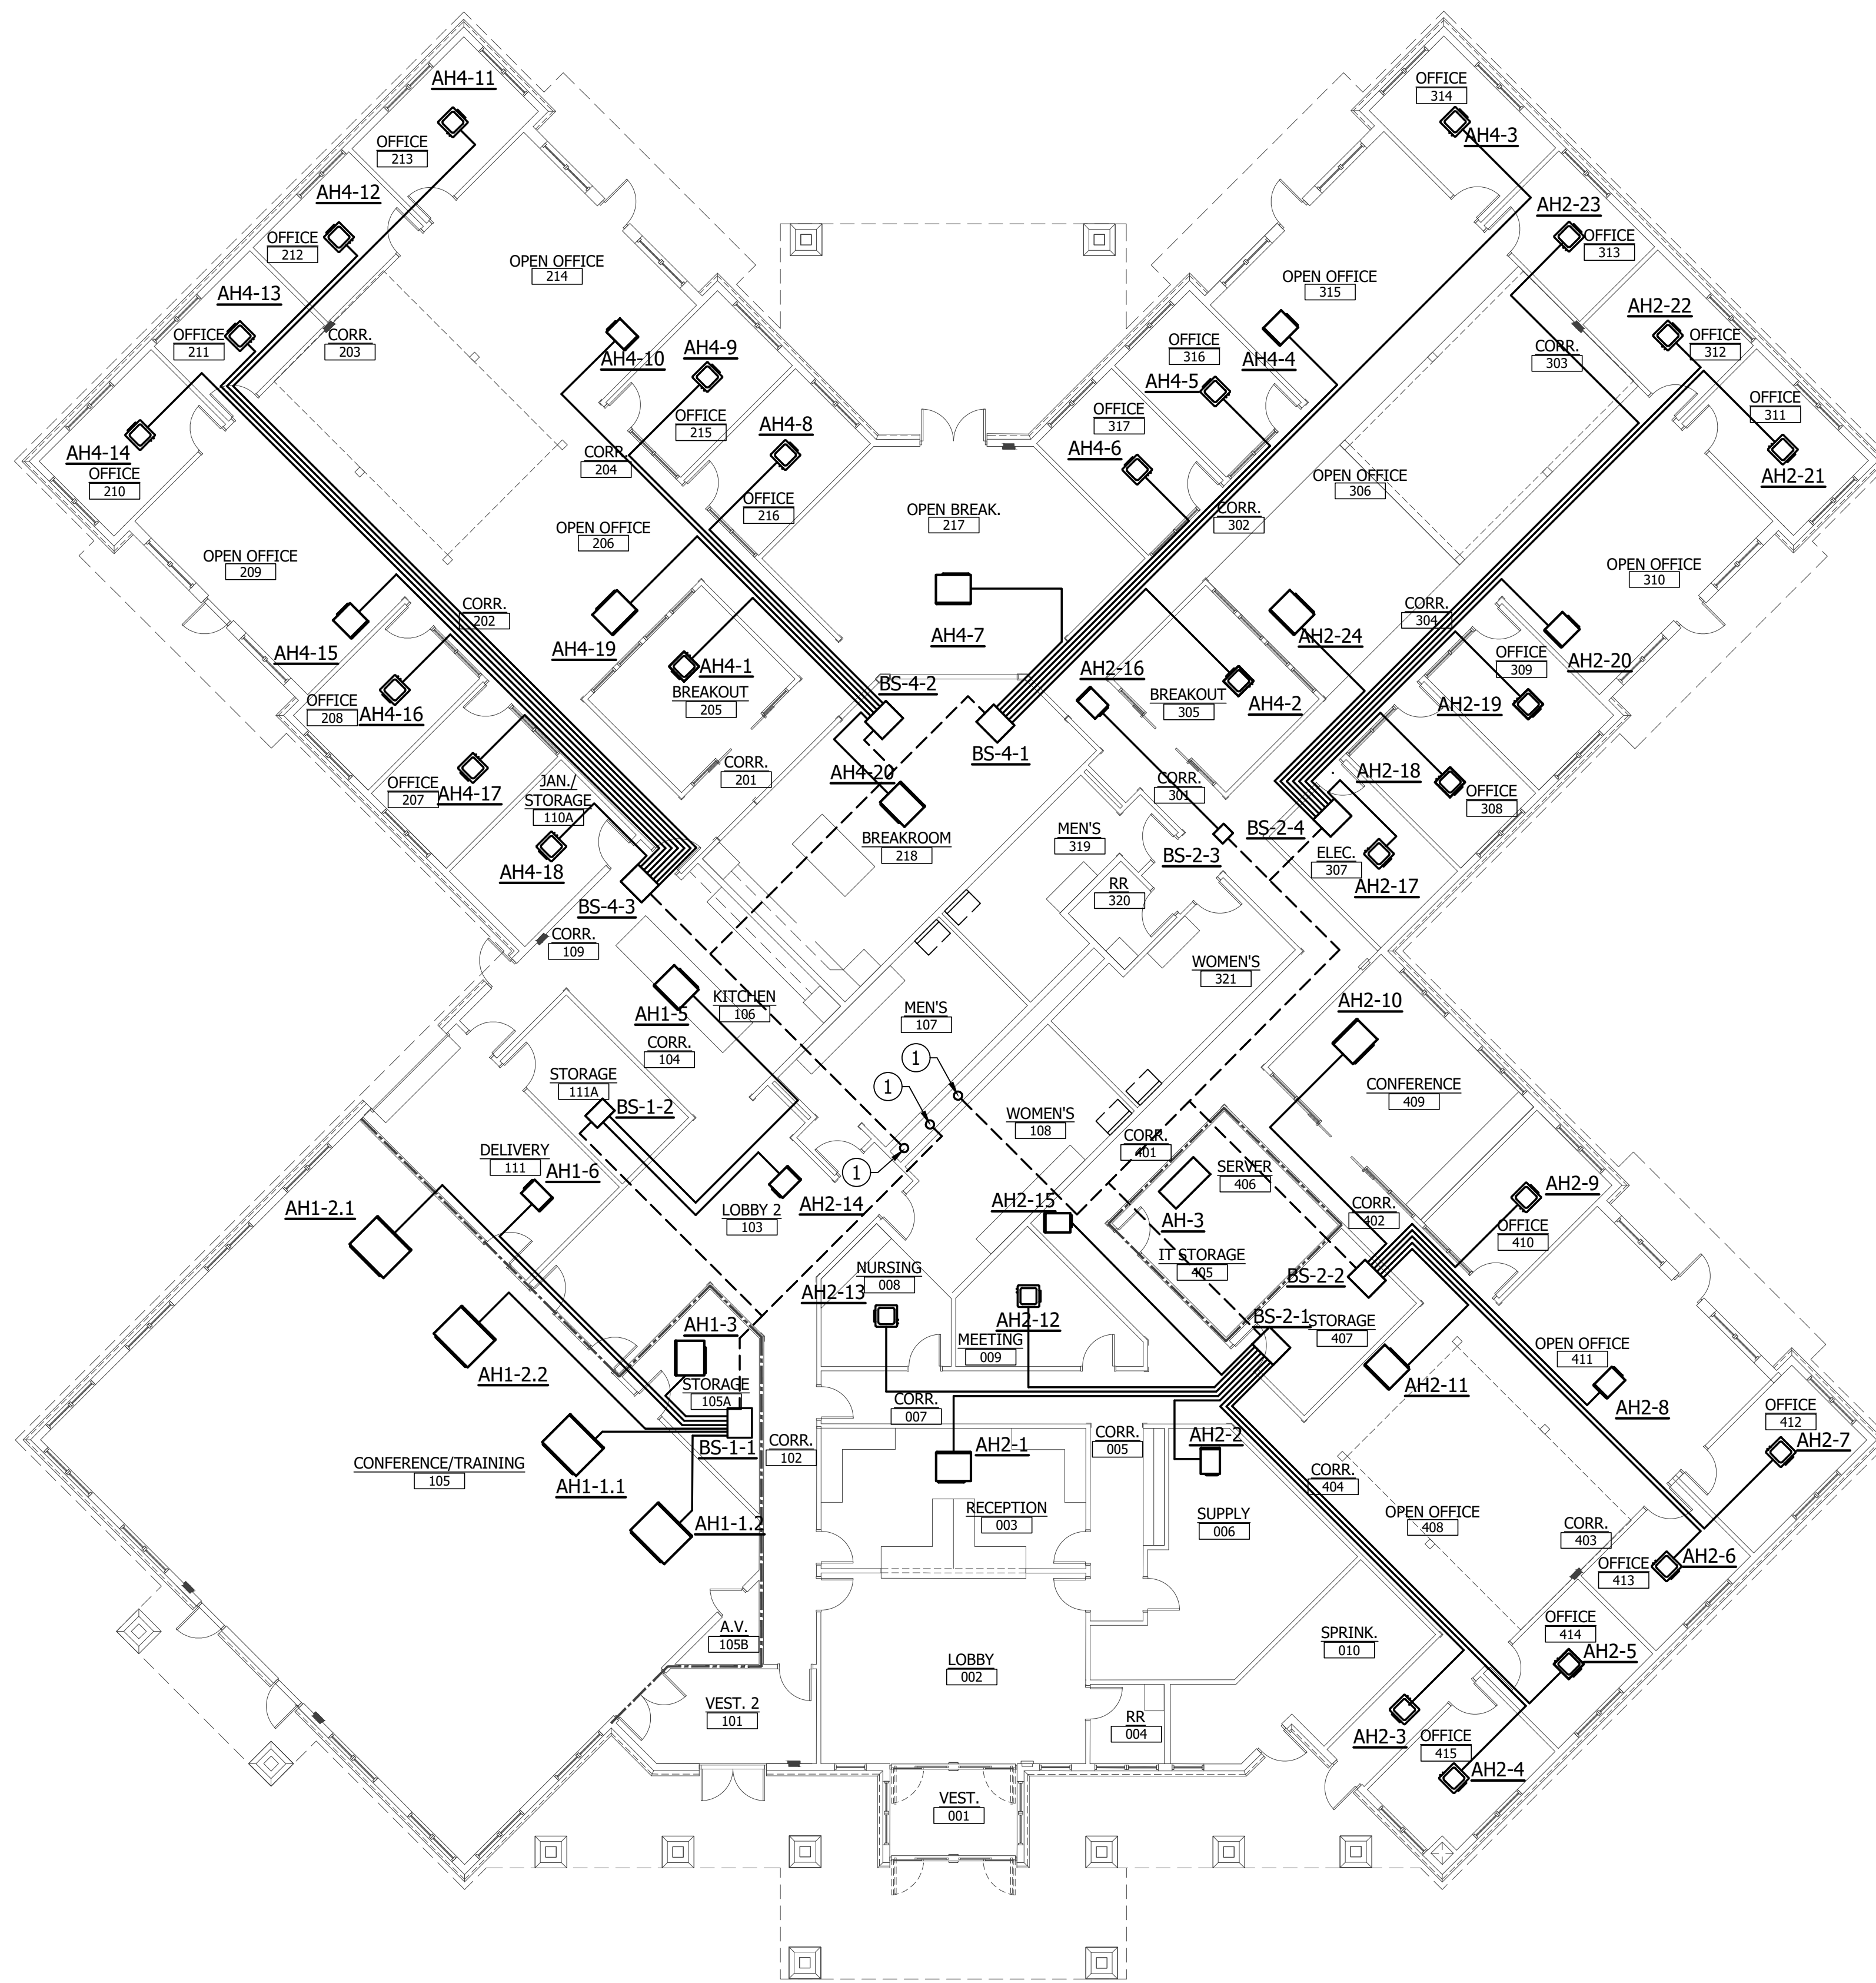 AH4-11
OFFICE
213
AH4-12
OFFICE
212
AH4-13
OFFICE
211
CORR.
203
AH4-14
OFFICE
210
OPEN OFFICE
214
AH4-10
AH4-9
OFFICE
215
AH4-8
OFFICE
216
CORR.
204
OPEN OFFICE
206
OPEN OFFICE
209
CORR.
202
AH4-15
AH4-19
AH4-1
BREAKOUT
205
OFFICE
208
AH4-16
OFFICE
207
AH4-17
JAN./
STORAGE
110A
AH4-18
BS-4-3
CORR.
201
BS-4-2
AH4-20
BREAKROOM
218
OPEN BREAK.
217
AH4-7
BS-4-1
OFFICE
314
AH4-3
AH2-23
OFFICE
313
OPEN OFFICE
315
AH4-4
OFFICE
316
AH4-5
OFFICE
317
AH4-6
CORR.
303
AH2-22
OFFICE
312
OFFICE
311
AH2-21
OPEN OFFICE
306
CORR.
302
OPEN OFFICE
310
CORR.
304
AH2-24
AH2-16
BREAKOUT
305
AH4-2
OFFICE
309
AH2-20
AH2-19
AH2-18
OFFICE
308
CORR.
301
BS-2-4
BS-2-3
ELEC.
307
AH2-17
MEN'S
319
RR
320
WOMEN'S
321
CORR.
109
KITCHEN
106
AH1-5
CORR.
104
MEN'S
107
1
1
1
WOMEN'S
108
STORAGE
111A
BS-1-2
DELIVERY
111
AH1-6
LOBBY 2
103
AH2-14
AH1-2.1
AH1-2.2
AH1-3
STORAGE
105A
BS-1-1
AH1-1.1
AH1-1.2
CONFERENCE/TRAINING
105
CORR.
102
A.V.
105B
VEST. 2
101
AH2-10
CONFERENCE
409
CORR.
401
SERVER
406
AH-3
IT STORAGE
405
AH2-15
CORR.
402
AH2-9
OFFICE
410
BS-2-2
BS-2-1
STORAGE
407
NURSING
008
AH2-13
AH2-12
MEETING
009
AH2-11
OPEN OFFICE
411
AH2-8
OFFICE
412
AH2-7
CORR.
007
CORR.
005
AH2-1
AH2-2
RECEPTION
003
SUPPLY
006
CORR.
404
OPEN OFFICE
408
CORR.
403
AH2-6
OFFICE
413
OFFICE
414
AH2-5
SPRINK.
010
LOBBY
002
RR
004
AH2-3
OFFICE
415
AH2-4
VEST.
001